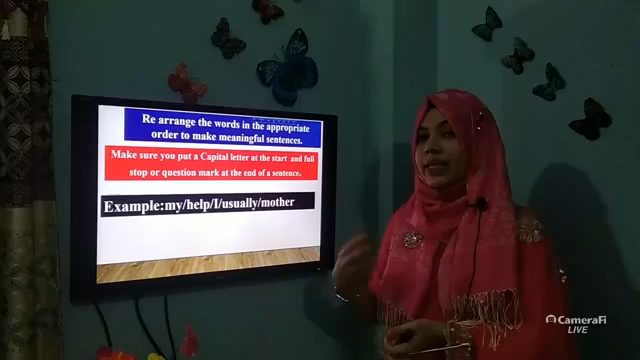 Re arrange the words in the appropriate
order to make meaningful sentences.
Make sure you put a Capital letter at the start and full
stop or question mark at the end of a sentence.
Example:my/help/I/usually/mother
CameraFi
LIVE